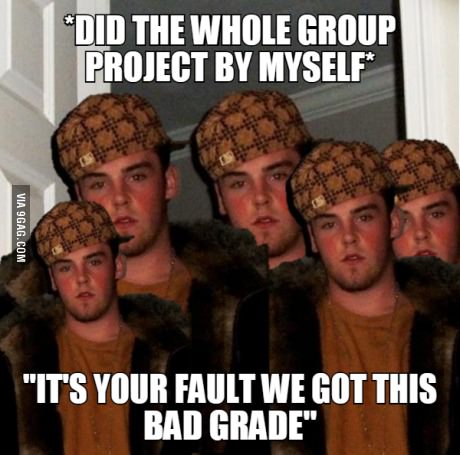 *DID THE WHOLE GROUP
PROJECT BY MYSELF*
VIA 9GAG.COM
"IT'S YOUR FAULT WE GOT THIS
BAD GRADE"